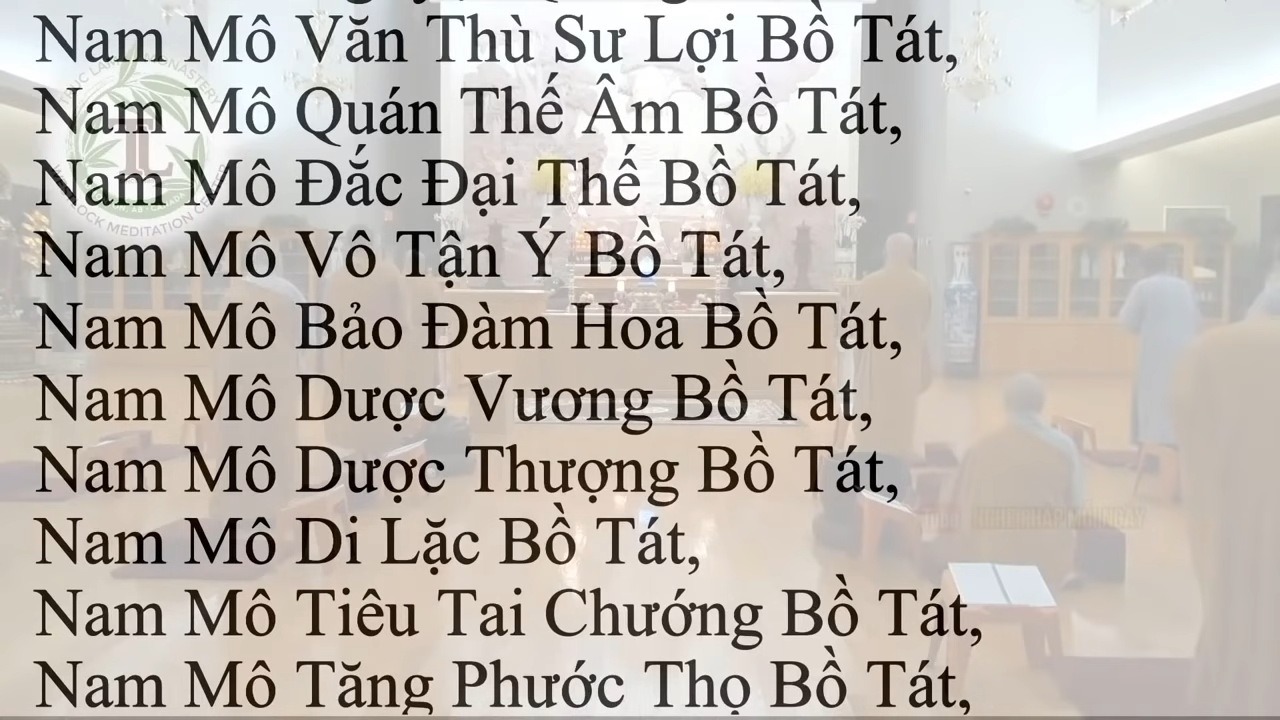 Nam Mô Văn Thù Sư Lợi Bồ Tát,
Nam Mô Quán Thế Âm Bồ Tát,
Nam Mô Đắc Đại Thế Bồ Tát,
Nam Mô Vô Tận Ý Bồ Tát,
Nam Mô Bảo Đàm Hoa Bồ Tát,
Nam Mô Dược Vương Bồ Tát,
Nam Mô Dược Thượng Bồ Tát,
Nam Mô Di Lặc Bồ Tát,
Nam Mô Tiêu Tai Chướng Bồ Tát,
Nam Mô Tăng Phước Thọ Bồ Tát,
TL
MEDITATION